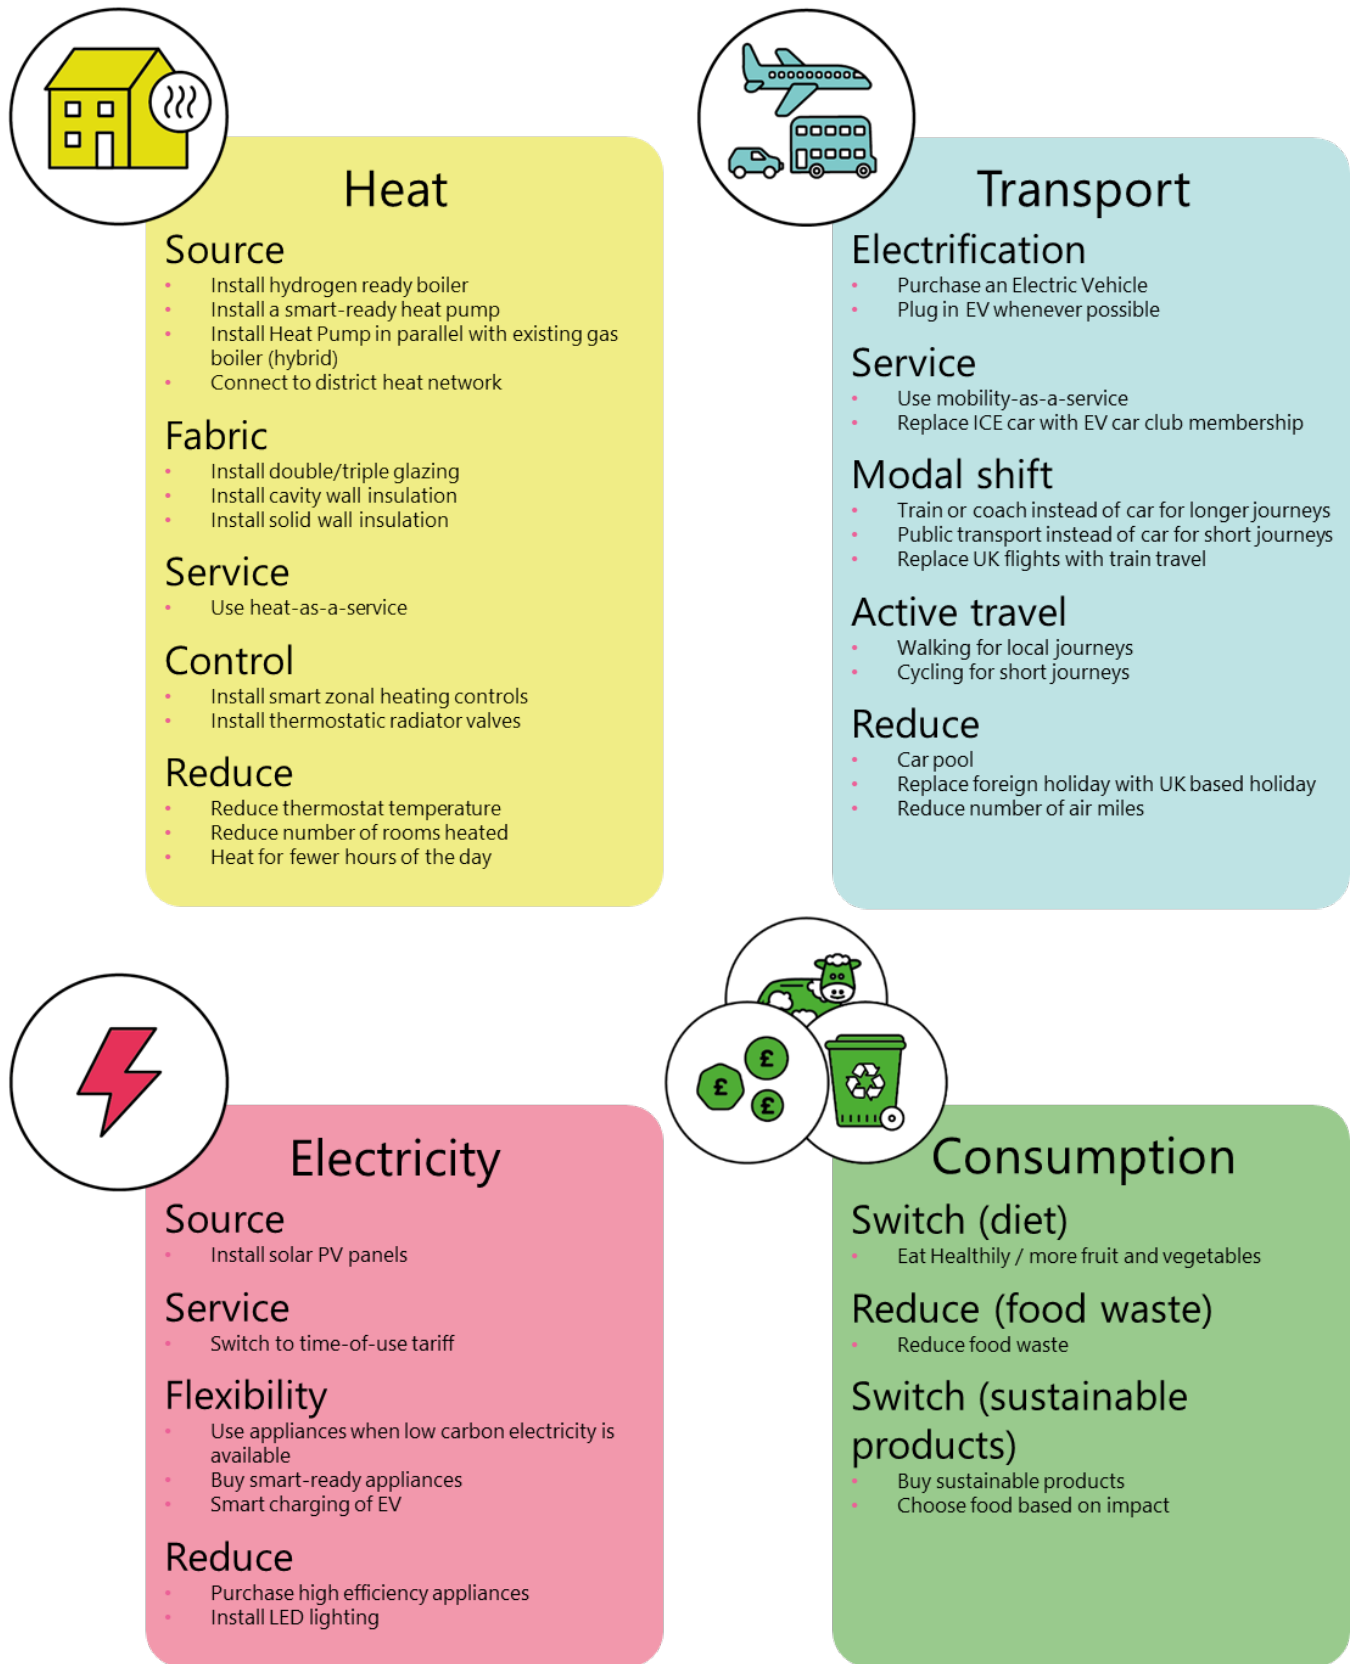 Heat
Source
• Install hydrogen ready boiler
• Install a smart-ready heat pump
• Install Heat Pump in parallel with existing gas
boiler (hybrid)
• Connect to district heat network
Fabric
• Install double/triple glazing
• Install cavity wall insulation
• Install solid wall insulation
Service
• Use heat-as-a-service
Control
• Install smart zonal heating controls
• Install thermostatic radiator valves
Reduce
• Reduce thermostat temperature
• Reduce number of rooms heated
• Heat for fewer hours of the day
Transport
Electrification
• Purchase an Electric Vehicle
• Plug in EV whenever possible
Service
• Use mobility-as-a-service
• Replace ICE car with EV car club membership
Modal shift
• Train or coach instead of car for longer journeys
• Public transport instead of car for short journeys
• Replace UK flights with train travel
Active travel
• Walking for local journeys
• Cycling for short journeys
Reduce
• Car pool
• Replace foreign holiday with UK based holiday
• Reduce number of air miles
Electricity
Source
• Install solar PV panels
Service
• Switch to time-of-use tariff
Flexibility
• Use appliances when low carbon electricity is
available
• Buy smart-ready appliances
• Smart charging of EV
Reduce
• Purchase high efficiency appliances
• Install LED lighting
£
£
£
Consumption
Switch (diet)
• Eat Healthily / more fruit and vegetables
Reduce (food waste)
• Reduce food waste
Switch (sustainable
products)
• Buy sustainable products
• Choose food based on impact